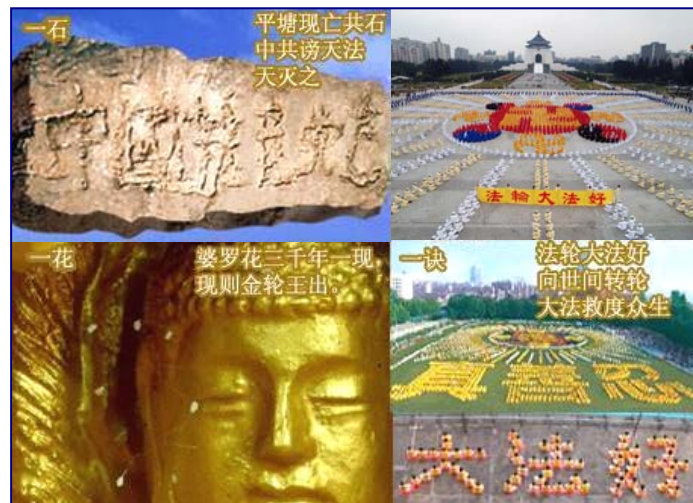 一石
平塘现亡共石
中共谤天法
天灭之
中國
法輪大法好
一花
婆罗花三千年一现,
现则金轮王出。
一诀
法轮大法好
向世间转轮
大法救度众生
真善忍
大法好